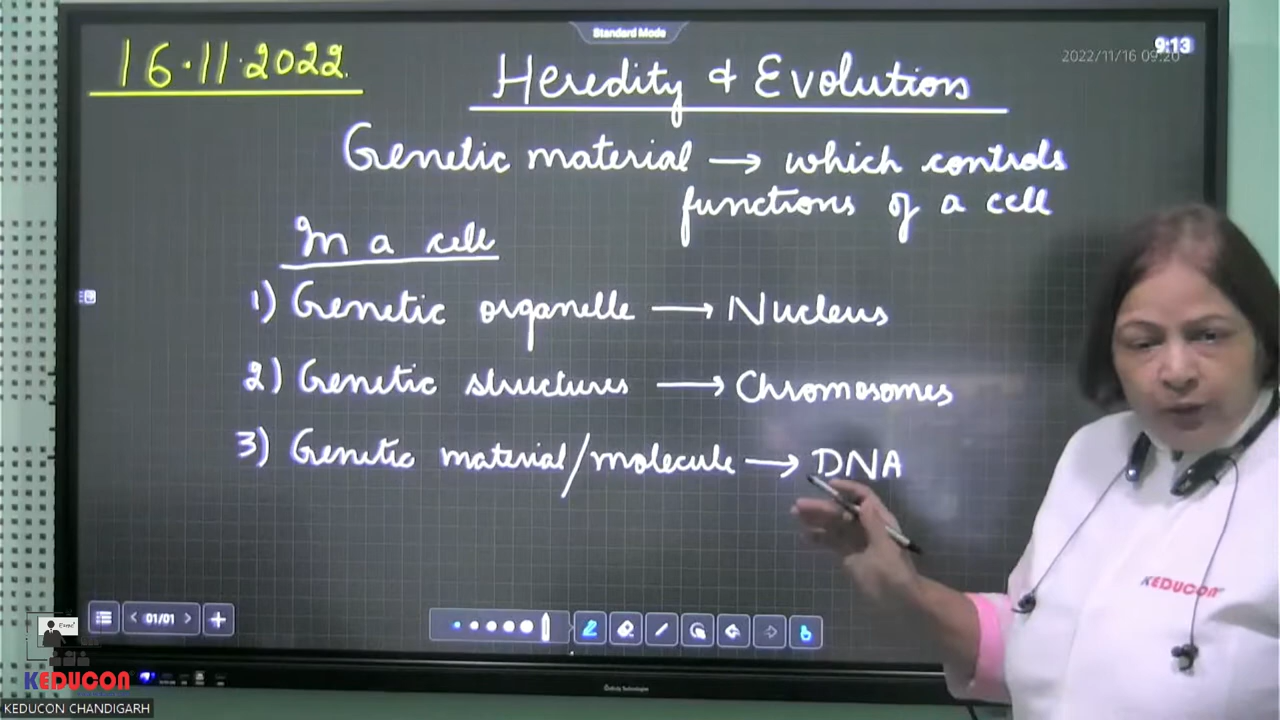 Standard Mode
16.11.2022.
9:13
2022/11/16 09:20
Heredity & Evolution
Genetic material → which controls
functions of a cell
In a cell
1) Genetic organelle → Nucleus
2) Genetic structures → Chromosomes
3) Genetic material/molecule → DNA
KEDUCON
01/01
KEDUCON
KEDUCON CHANDIGARH